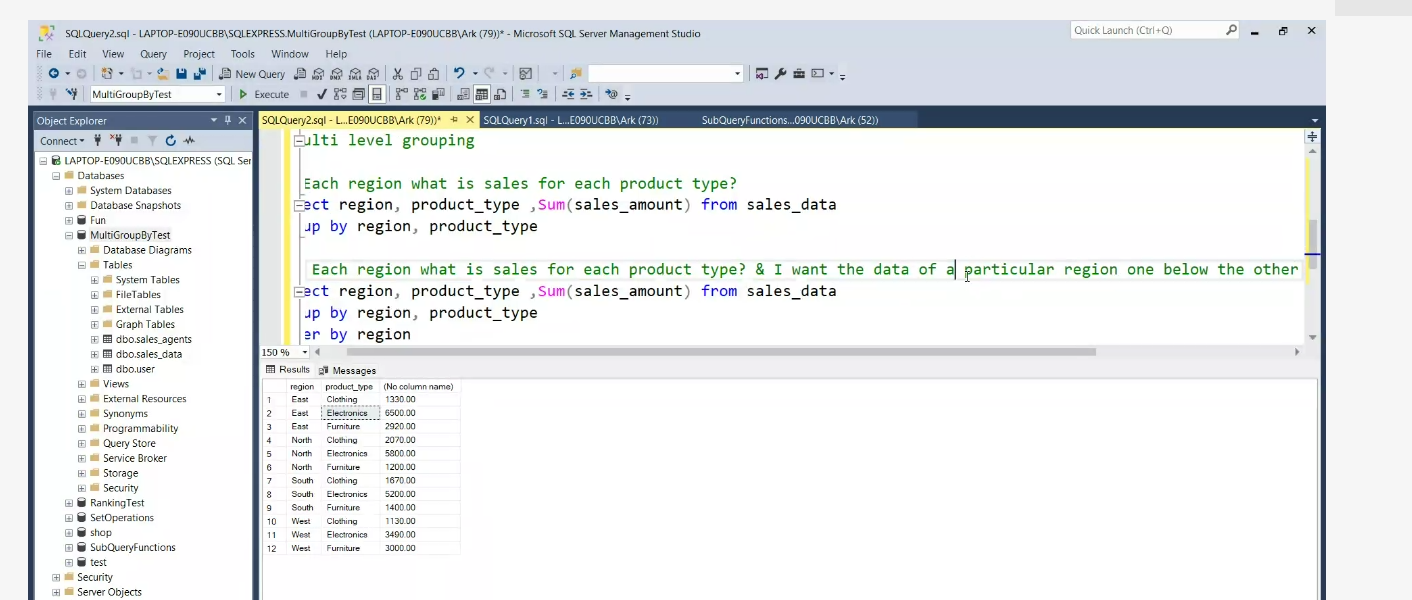 SQLQuery2.sql - LAPTOP-E090UCBB\SQLEXPRESS.MultiGroupByTest (LAPTOP-E090UCBB\Ark (79))* - Microsoft SQL Server Management Studio
Quick Launch (Ctrl+Q)
File Edit View Query Project Tools Window Help
New Query
MultiGroupByTest
Execute
Object Explorer
SQLQuery2.sql - L...E090UCBB\Ark (79))*
SQLQuery1.sql - L...E090UCBB\Ark (73))
SubQueryFunctions...090UCBB\Ark (52))
Connect
LAPTOP-E090UCBB\SQLEXPRESS (SQL Ser
Databases
System Databases
Database Snapshots
Fun
MultiGroupByTest
Database Diagrams
Tables
System Tables
FileTables
External Tables
Graph Tables
dbo.sales_agents
dbo.sales_data
dbo.user
Views
External Resources
Synonyms
Programmability
Query Store
Service Broker
Storage
Security
RankingTest
SetOperations
shop
SubQueryFunctions
test
Security
Server Objects
ulti level grouping
Each region what is sales for each product type?
ect region, product_type ,Sum(sales_amount) from sales_data
up by region, product_type
Each region what is sales for each product type? & I want the data of a particular region one below the other
ect region, product_type ,Sum(sales_amount) from sales_data
up by region, product_type
er by region
150 %
Results Messages
region product_type (No column name)
1 East Clothing 1330.00
2 East Electronics 6500.00
3 East Furniture 2920.00
4 North Clothing 2070.00
5 North Electronics 5800.00
6 North Furniture 1200.00
7 South Clothing 1670.00
8 South Electronics 5200.00
9 South Furniture 1400.00
10 West Clothing 1130.00
11 West Electronics 3490.00
12 West Furniture 3000.00